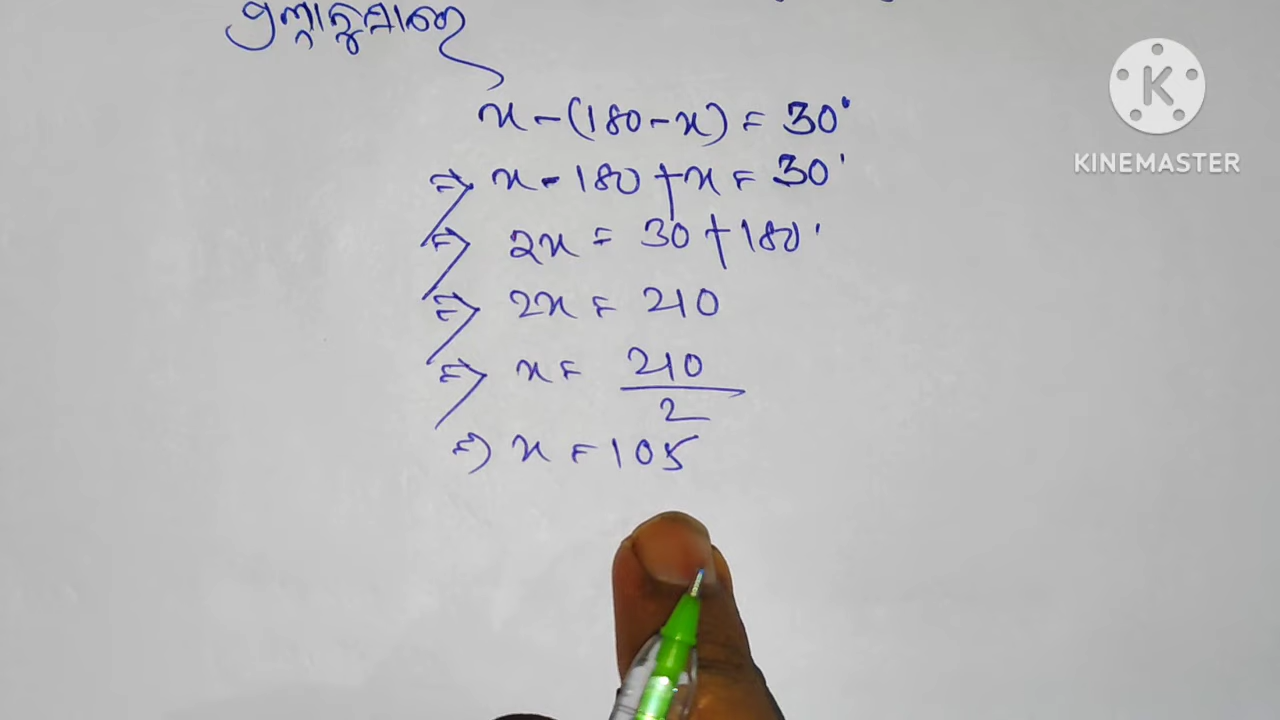 ପ୍ରଶ୍ନାନୁସାରେ
x - (180 - x) = 30°
⇒ x - 180 + x = 30°
⇒ 2x = 30 + 180°
⇒ 2x = 210
⇒ x = 210/2
⇒ x = 105
K
KINEMASTER